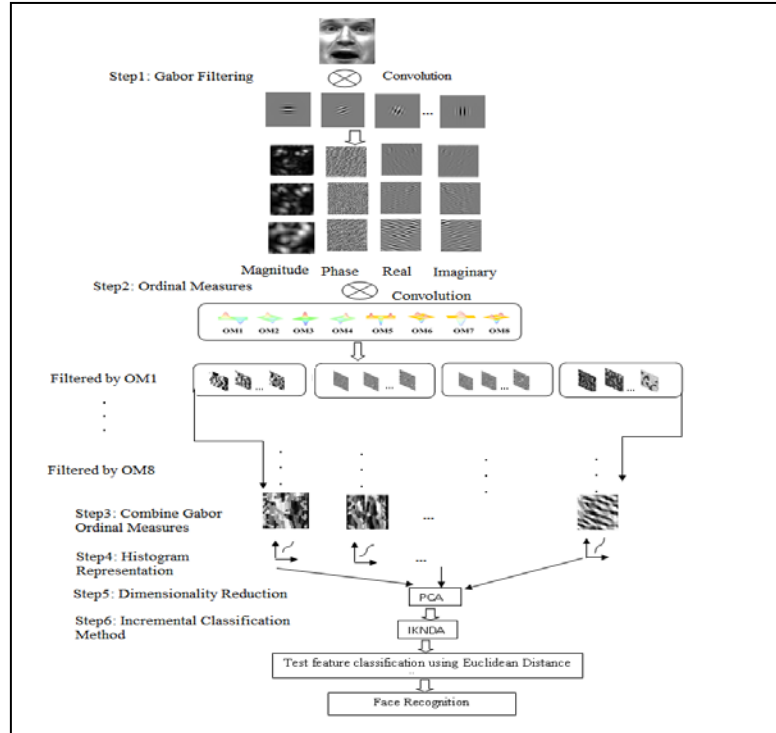 Step1: Gabor Filtering
Convolution
...
Magnitude Phase Real Imaginary
Step2: Ordinal Measures
Convolution
OM1 OM2 OM3 OM4 OM5 OM6 OM7 OM8
Filtered by OM1
... ... ... ...
Filtered by OM8
Step3: Combine Gabor
Ordinal Measures
...
Step4: Histogram
Representation
...
Step5: Dimensionality Reduction
PCA
Step6: Incremental Classification
Method
IKNDA
Test feature classification using Euclidean Distance
Face Recognition